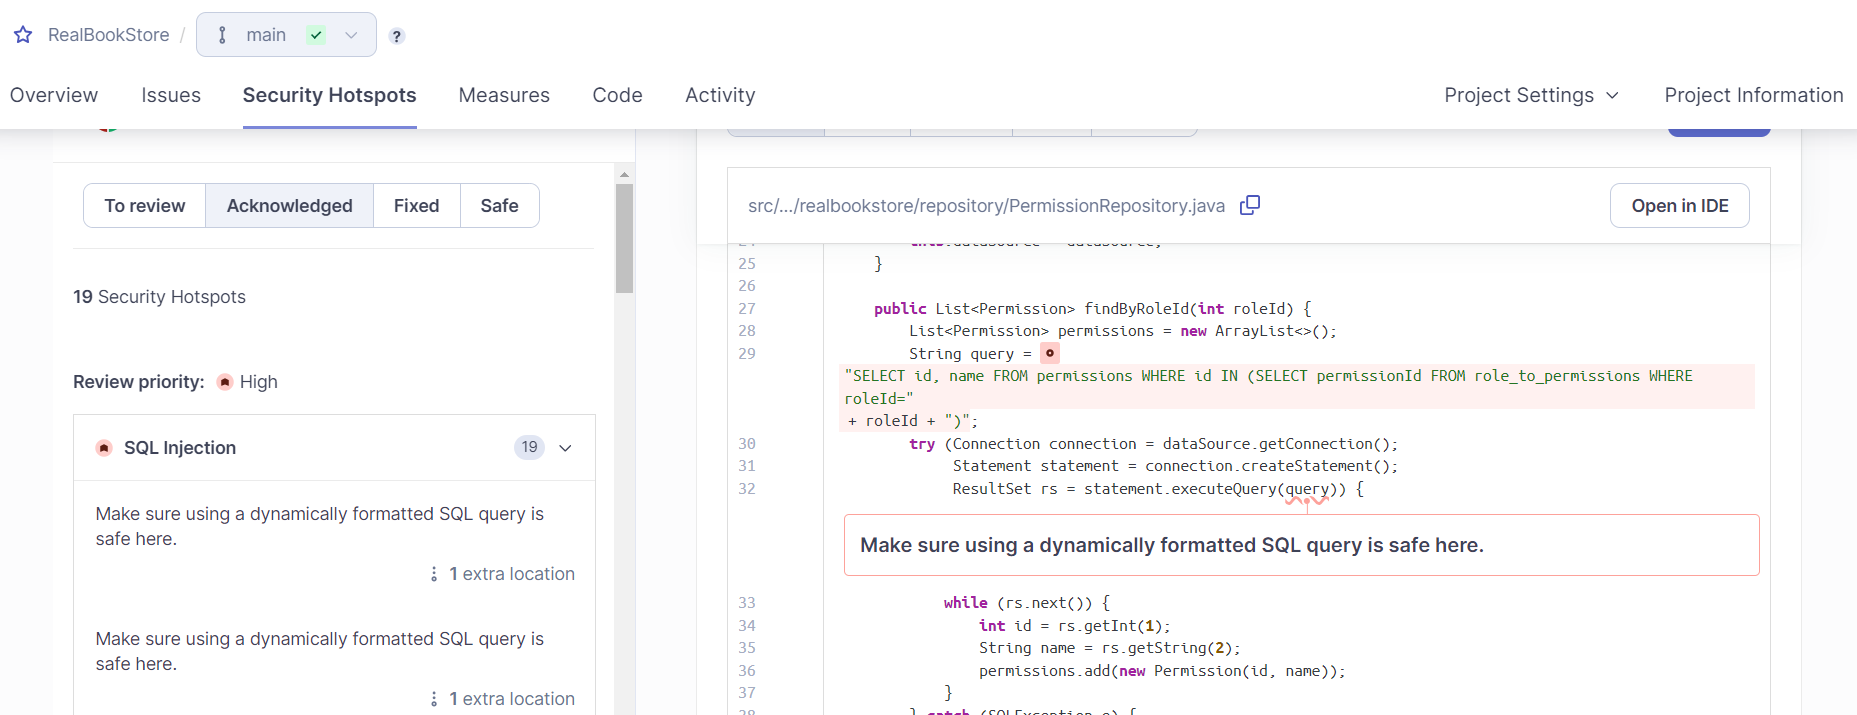 RealBookStore / main ?
Overview Issues Security Hotspots Measures Code Activity Project Settings Project Information
To review Acknowledged Fixed Safe
19 Security Hotspots
Review priority: High
SQL Injection 19
Make sure using a dynamically formatted SQL query is
safe here.
1 extra location
Make sure using a dynamically formatted SQL query is
safe here.
1 extra location
src/.../realbookstore/repository/PermissionRepository.java Open in IDE
25 }
26
27 public List<Permission> findByRoleId(int roleId) {
28 List<Permission> permissions = new ArrayList<>();
29 String query =
"SELECT id, name FROM permissions WHERE id IN (SELECT permissionId FROM role_to_permissions WHERE
roleId="
+ roleId + ")";
30 try (Connection connection = dataSource.getConnection();
31 Statement statement = connection.createStatement();
32 ResultSet rs = statement.executeQuery(query)) {
Make sure using a dynamically formatted SQL query is safe here.
33 while (rs.next()) {
34 int id = rs.getInt(1);
35 String name = rs.getString(2);
36 permissions.add(new Permission(id, name));
37 }